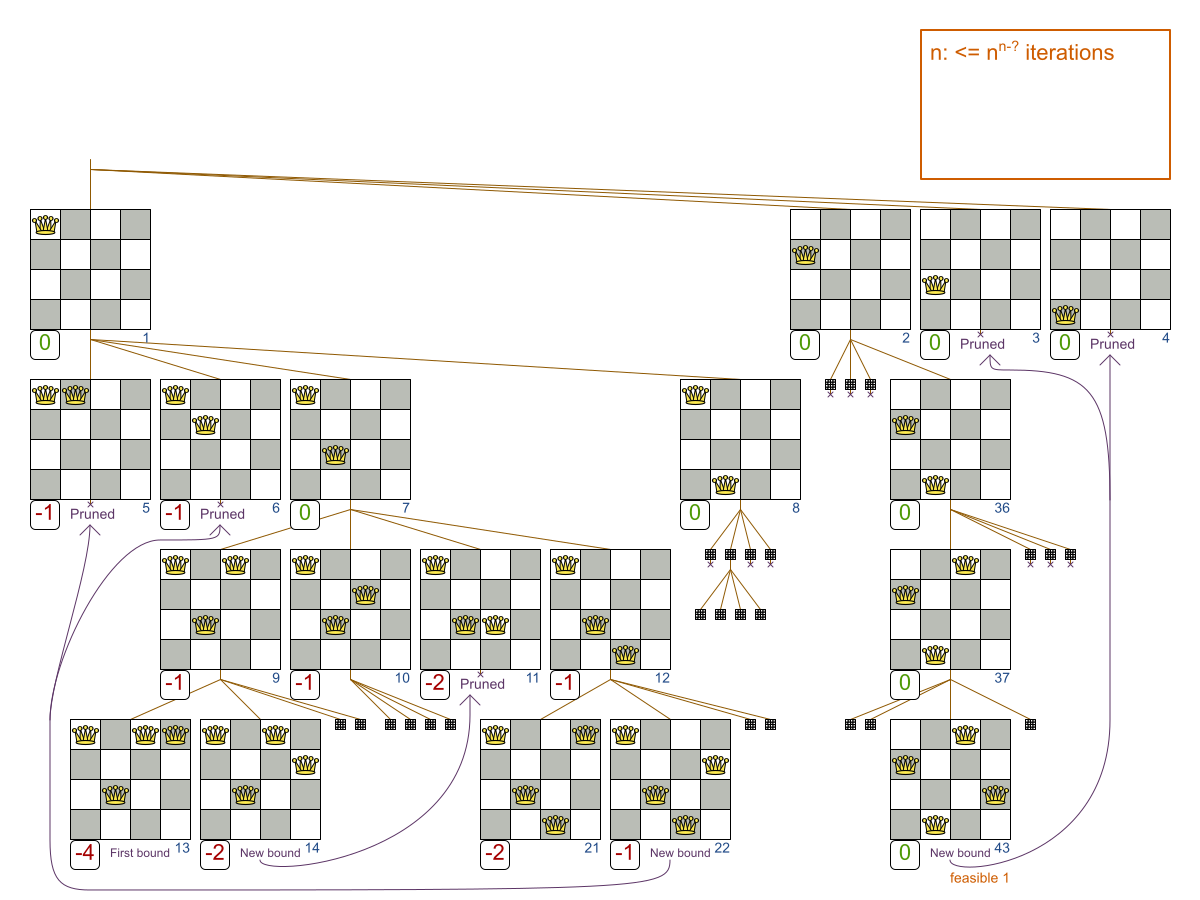 n: <= n^n-? iterations
0 1
0 2
0 Pruned 3
0 Pruned 4
-1 Pruned 5
-1 Pruned 6
0 7
0 8
0 36
-1 9
-1 10
-2 Pruned 11
-1 12
0 37
-4 First bound 13
-2 New bound 14
-2 21
-1 New bound 22
0 New bound 43
feasible 1